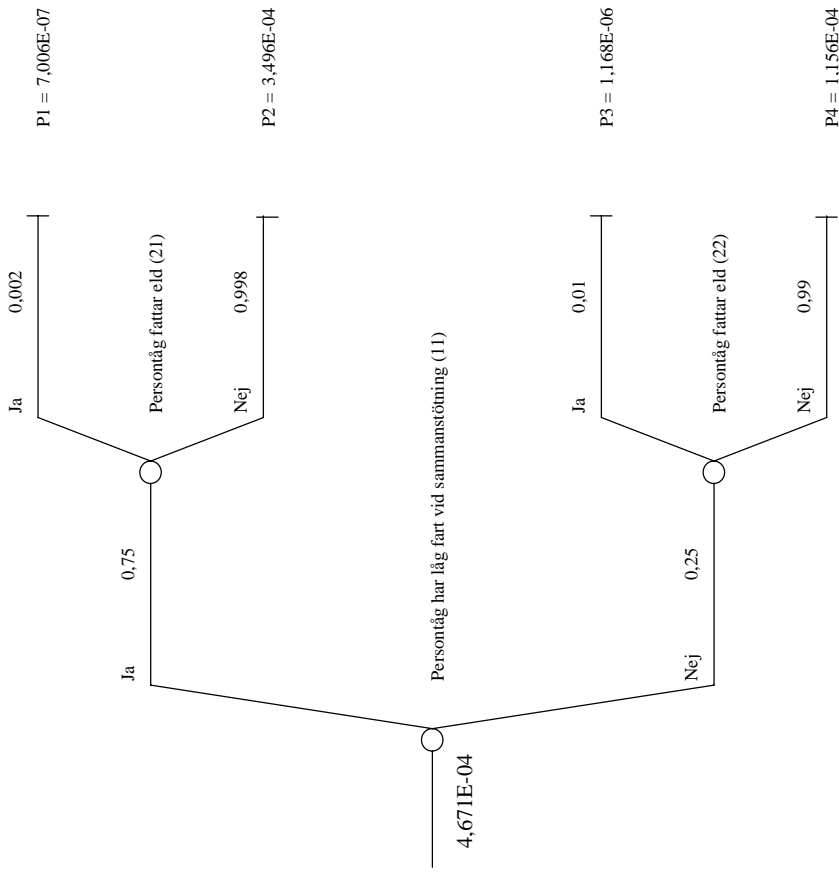 Ja
0,002
P1 = 7,006E-07
Persontåg fattar eld (21)
Ja
0,75
Nej
0,998
P2 = 3,496E-04
Persontåg har låg fart vid sammanstötning (11)
4,671E-04
Ja
0,01
P3 = 1,168E-06
Persontåg fattar eld (22)
Nej
0,25
Nej
0,99
P4 = 1,156E-04